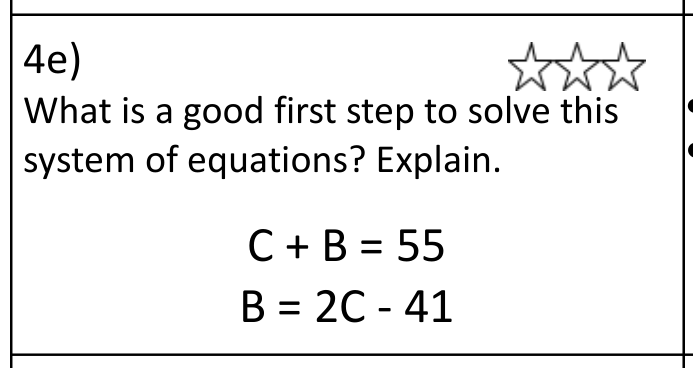 4e)
What is a good first step to solve this
system of equations? Explain.
C + B = 55
B = 2C - 41